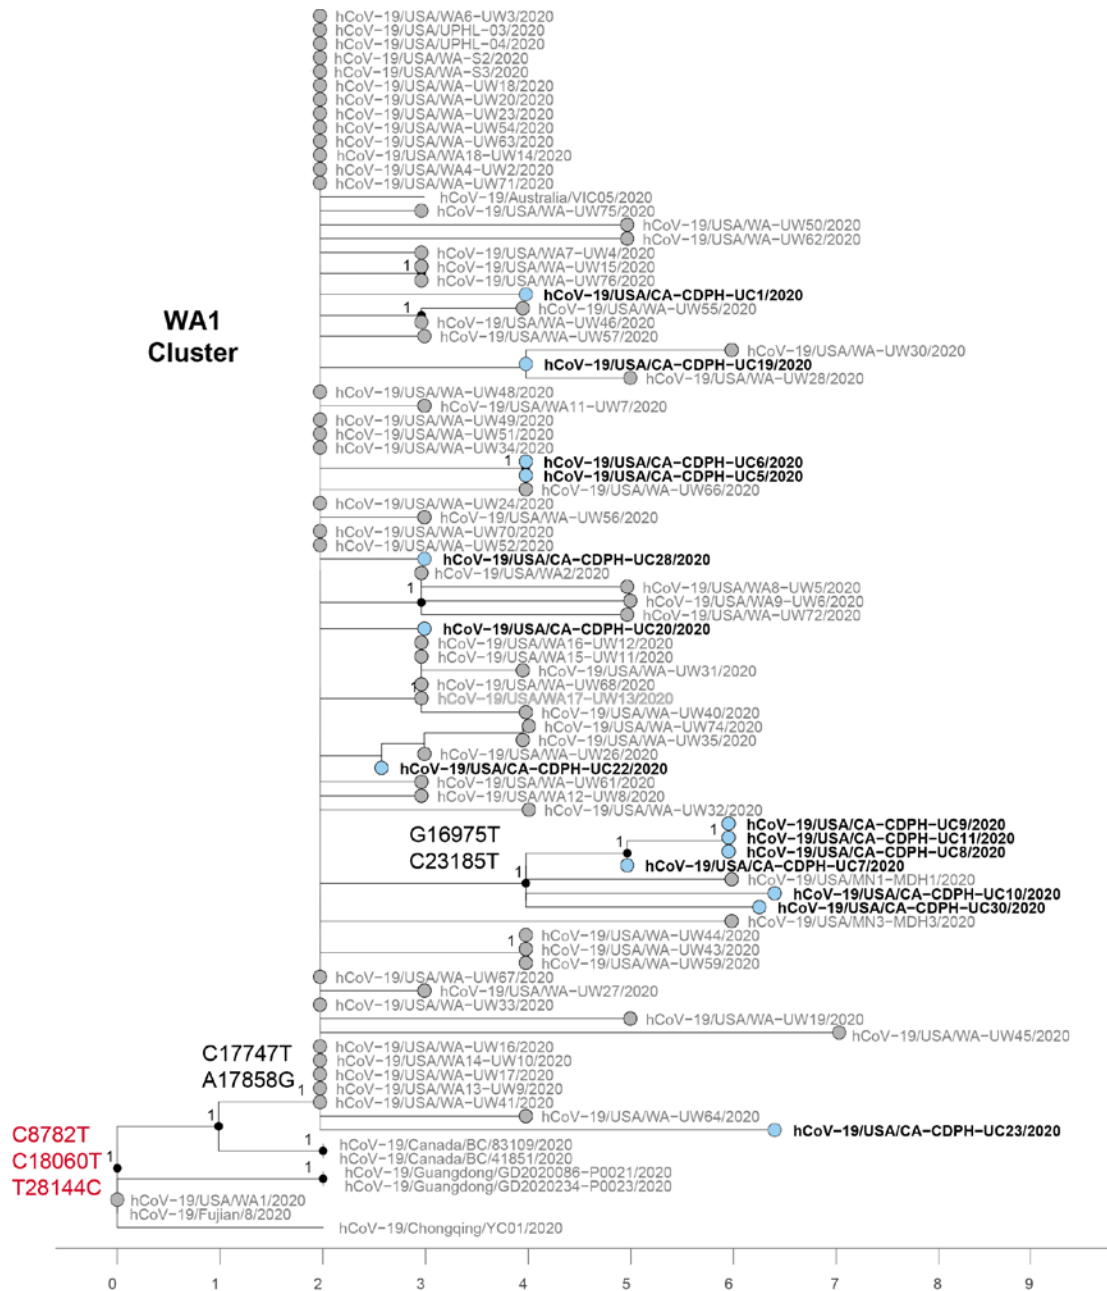 hCoV-19/USA/WA6-UW3/2020
hCoV-19/USA/UPHL-03/2020
hCoV-19/USA/UPHL-04/2020
hCoV-19/USA/WA-S2/2020
hCoV-19/USA/WA-S3/2020
hCoV-19/USA/WA-UW18/2020
hCoV-19/USA/WA-UW20/2020
hCoV-19/USA/WA-UW23/2020
hCoV-19/USA/WA-UW54/2020
hCoV-19/USA/WA-UW63/2020
hCoV-19/USA/WA18-UW14/2020
hCoV-19/USA/WA4-UW2/2020
hCoV-19/USA/WA-UW71/2020
hCoV-19/Australia/VIC05/2020
hCoV-19/USA/WA-UW75/2020
hCoV-19/USA/WA-UW50/2020
hCoV-19/USA/WA-UW62/2020
hCoV-19/USA/WA7-UW4/2020
1 hCoV-19/USA/WA-UW15/2020
hCoV-19/USA/WA-UW76/2020
hCoV-19/USA/CA-CDPH-UC1/2020
1 hCoV-19/USA/WA-UW55/2020
WA1
Cluster
hCoV-19/USA/WA-UW46/2020
hCoV-19/USA/WA-UW57/2020
hCoV-19/USA/WA-UW30/2020
hCoV-19/USA/CA-CDPH-UC19/2020
hCoV-19/USA/WA-UW28/2020
hCoV-19/USA/WA-UW48/2020
hCoV-19/USA/WA11-UW7/2020
hCoV-19/USA/WA-UW49/2020
hCoV-19/USA/WA-UW51/2020
hCoV-19/USA/WA-UW34/2020
1 hCoV-19/USA/CA-CDPH-UC6/2020
hCoV-19/USA/CA-CDPH-UC5/2020
hCoV-19/USA/WA-UW66/2020
hCoV-19/USA/WA-UW24/2020
hCoV-19/USA/WA-UW56/2020
hCoV-19/USA/WA-UW70/2020
hCoV-19/USA/WA-UW52/2020
hCoV-19/USA/CA-CDPH-UC28/2020
hCoV-19/USA/WA2/2020
1 hCoV-19/USA/WA8-UW5/2020
hCoV-19/USA/WA9-UW6/2020
hCoV-19/USA/WA-UW72/2020
hCoV-19/USA/CA-CDPH-UC20/2020
hCoV-19/USA/WA16-UW12/2020
hCoV-19/USA/WA15-UW11/2020
hCoV-19/USA/WA-UW31/2020
1 hCoV-19/USA/WA-UW68/2020
hCoV-19/USA/WA17-UW13/2020
hCoV-19/USA/WA-UW40/2020
hCoV-19/USA/WA-UW74/2020
hCoV-19/USA/WA-UW35/2020
hCoV-19/USA/WA-UW26/2020
hCoV-19/USA/CA-CDPH-UC22/2020
hCoV-19/USA/WA-UW61/2020
hCoV-19/USA/WA12-UW8/2020
hCoV-19/USA/WA-UW32/2020
1 hCoV-19/USA/CA-CDPH-UC9/2020
G16975T 1 hCoV-19/USA/CA-CDPH-UC11/2020
hCoV-19/USA/CA-CDPH-UC8/2020
C23185T 1 hCoV-19/USA/CA-CDPH-UC7/2020
hCoV-19/USA/MN1-MDH1/2020
hCoV-19/USA/CA-CDPH-UC10/2020
hCoV-19/USA/CA-CDPH-UC30/2020
hCoV-19/USA/MN3-MDH3/2020
1 hCoV-19/USA/WA-UW44/2020
hCoV-19/USA/WA-UW43/2020
hCoV-19/USA/WA-UW59/2020
hCoV-19/USA/WA-UW67/2020
hCoV-19/USA/WA-UW27/2020
hCoV-19/USA/WA-UW33/2020
hCoV-19/USA/WA-UW19/2020
hCoV-19/USA/WA-UW45/2020
C17747T hCoV-19/USA/WA-UW16/2020
hCoV-19/USA/WA14-UW10/2020
A17858G hCoV-19/USA/WA-UW17/2020
1 hCoV-19/USA/WA13-UW9/2020
hCoV-19/USA/WA-UW41/2020
1 hCoV-19/USA/WA-UW64/2020
hCoV-19/USA/CA-CDPH-UC23/2020
C8782T 1 hCoV-19/Canada/BC/83109/2020
C18060T 1 hCoV-19/Canada/BC/41851/2020
1 hCoV-19/Guangdong/GD2020086-P0021/2020
T28144C hCoV-19/Guangdong/GD2020234-P0023/2020
hCoV-19/USA/WA1/2020
hCoV-19/Fujian/8/2020
hCoV-19/Chongqing/YC01/2020
0 1 2 3 4 5 6 7 8 9